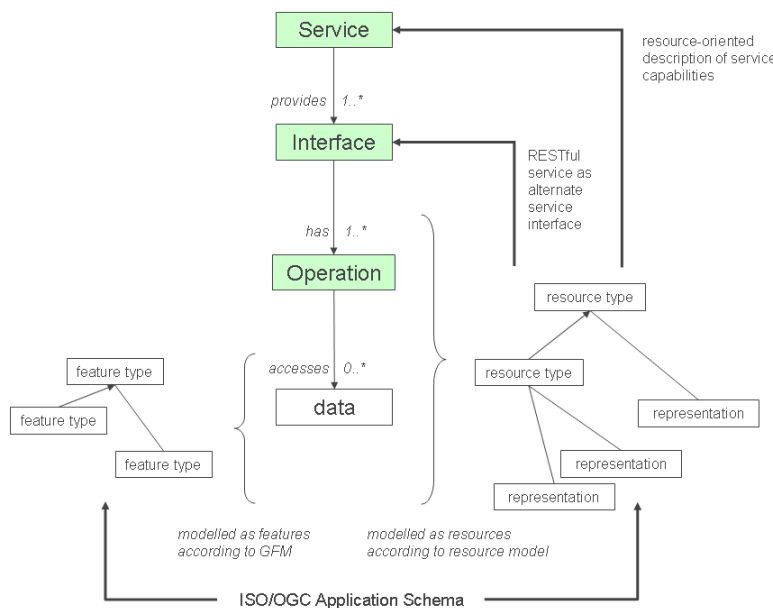 Service
resource-oriented
description of service
capabilities
provides 1..*
Interface
RESTful
service as
alternate
service
interface
has 1..*
Operation
resource type
accesses 0..*
feature type
resource type
data
feature type
representation
feature type
representation
representation
modelled as features
according to GFM
modelled as resources
according to resource model
ISO/OGC Application Schema